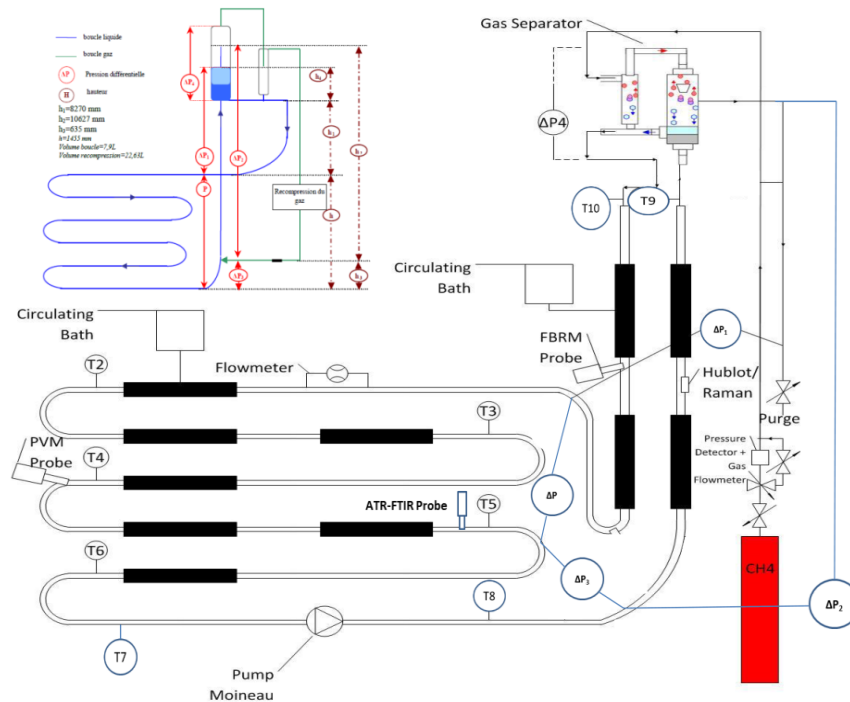 boucle liquide
boucle gaz
ΔP
Pression différentielle
H
hauteur
h₁=8270 mm
h₂=10627 mm
h₃=635 mm
h=1455 mm
Volume boucle=7,9L
Volume recompression=22,63L
P
Recompression du
gaz
h
Gas Separator
ΔP4
T10
T9
Circulating
Bath
Circulating
Bath
FBRM
Probe
ΔP₁
Hublot/
Raman
Flowmeter
T2
T3
Purge
PVM
Probe
T4
Pressure
Detector +
Gas
Flowmeter
ΔP
ATR-FTIR Probe
T5
T6
CH4
ΔP₃
T8
ΔP₂
T7
Pump
Moineau